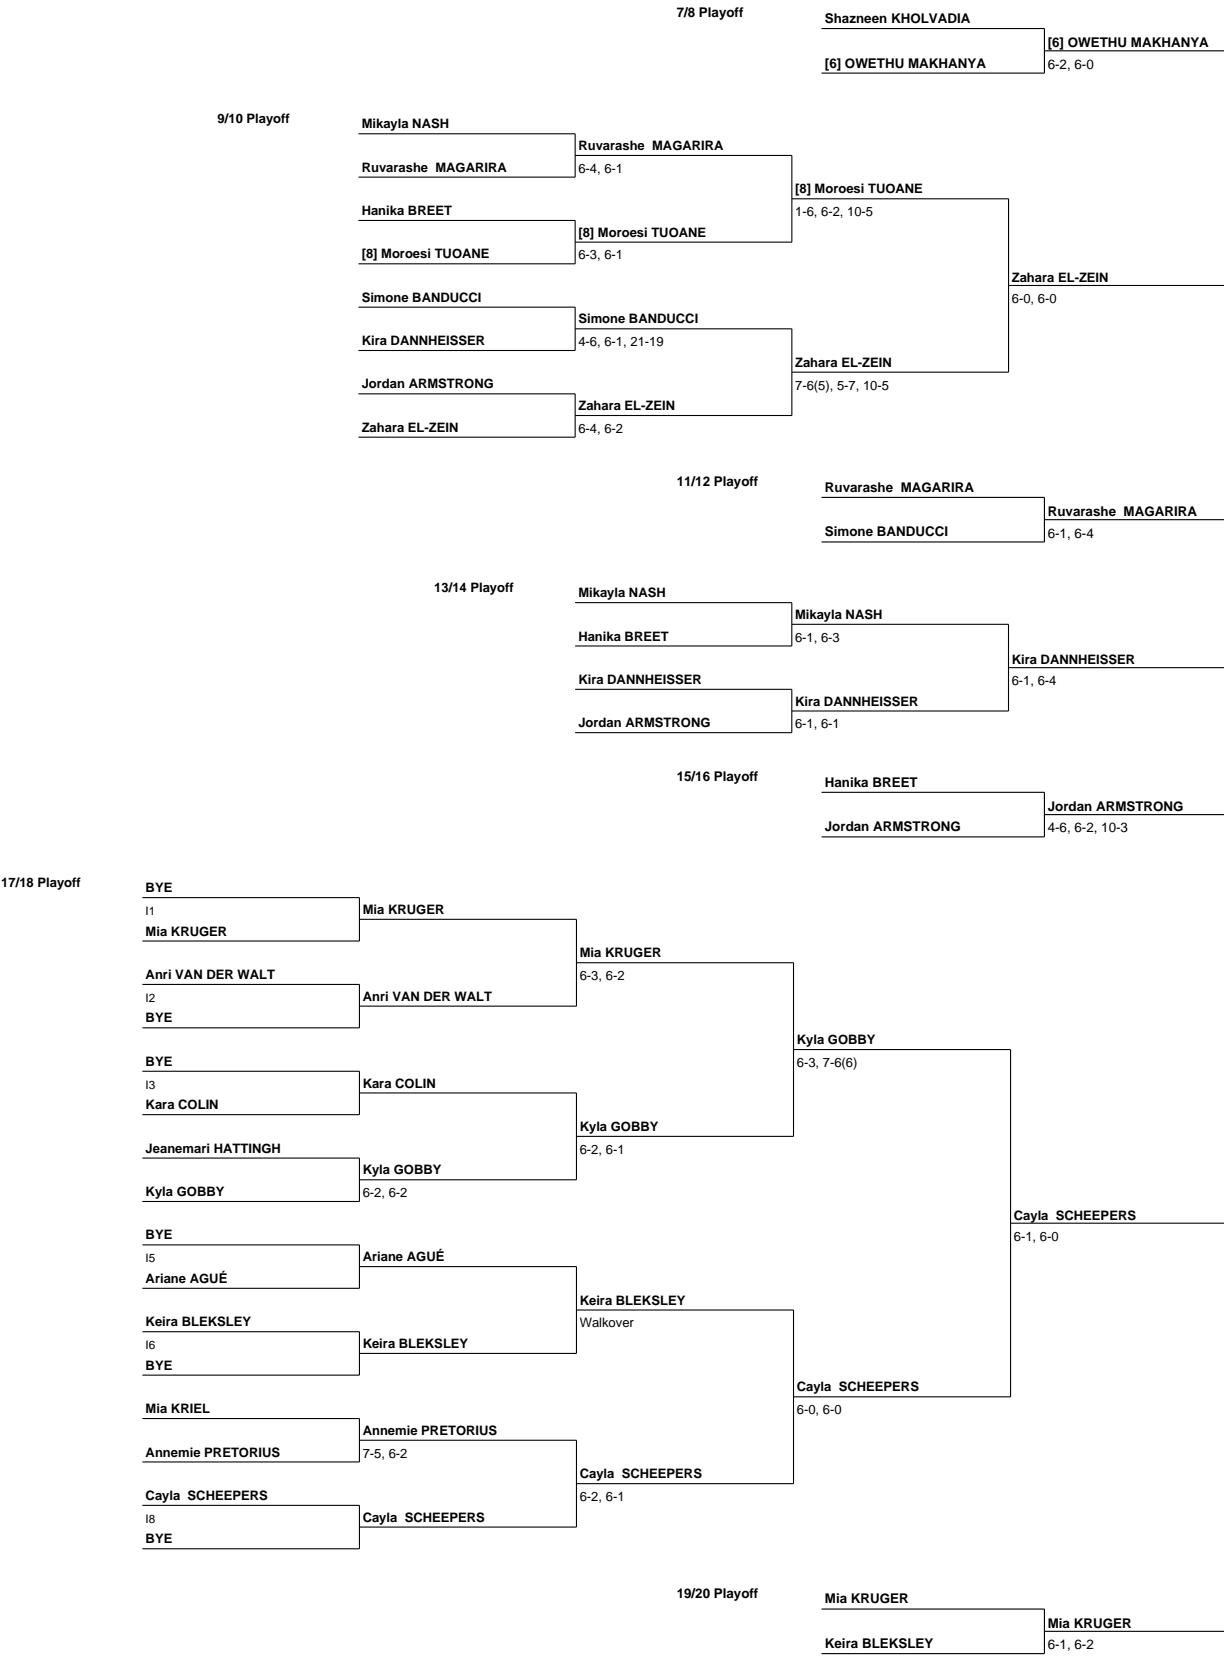 7/8 Playoff
Shazneen KHOLVADIA
[6] OWETHU MAKHANYA
[6] OWETHU MAKHANYA
6-2, 6-0
9/10 Playoff
Mikayla NASH
Ruvarashe MAGARIRA
Ruvarashe MAGARIRA
6-4, 6-1
[8] Moroesi TUOANE
1-6, 6-2, 10-5
Hanika BREET
[8] Moroesi TUOANE
[8] Moroesi TUOANE
6-3, 6-1
Zahara EL-ZEIN
6-0, 6-0
Simone BANDUCCI
Simone BANDUCCI
Kira DANNHEISSER
4-6, 6-1, 21-19
Zahara EL-ZEIN
7-6(5), 5-7, 10-5
Jordan ARMSTRONG
Zahara EL-ZEIN
Zahara EL-ZEIN
6-4, 6-2
11/12 Playoff
Ruvarashe MAGARIRA
Ruvarashe MAGARIRA
Simone BANDUCCI
6-1, 6-4
13/14 Playoff
Mikayla NASH
Mikayla NASH
Hanika BREET
6-1, 6-3
Kira DANNHEISSER
6-1, 6-4
Kira DANNHEISSER
Kira DANNHEISSER
Jordan ARMSTRONG
6-1, 6-1
15/16 Playoff
Hanika BREET
Jordan ARMSTRONG
Jordan ARMSTRONG
4-6, 6-2, 10-3
17/18 Playoff
BYE
I1
Mia KRUGER
Mia KRUGER
Mia KRUGER
6-3, 6-2
Anri VAN DER WALT
I2
Anri VAN DER WALT
BYE
Kyla GOBBY
6-3, 7-6(6)
BYE
I3
Kara COLIN
Kara COLIN
Kyla GOBBY
6-2, 6-1
Jeanemari HATTINGH
Kyla GOBBY
Kyla GOBBY
6-2, 6-2
Cayla SCHEEPERS
6-1, 6-0
BYE
I5
Ariane AGUÉ
Ariane AGUÉ
Keira BLEKSLEY
Walkover
Keira BLEKSLEY
I6
Keira BLEKSLEY
BYE
Cayla SCHEEPERS
6-0, 6-0
Mia KRIEL
Annemie PRETORIUS
Annemie PRETORIUS
7-5, 6-2
Cayla SCHEEPERS
6-2, 6-1
Cayla SCHEEPERS
I8
Cayla SCHEEPERS
BYE
19/20 Playoff
Mia KRUGER
Mia KRUGER
Keira BLEKSLEY
6-1, 6-2